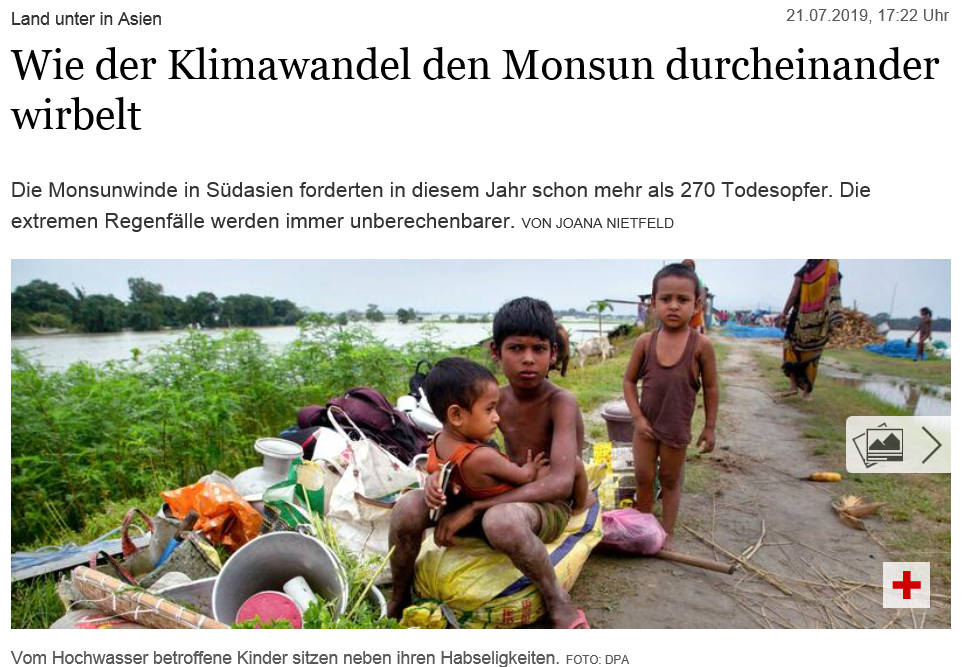 Land unter in Asien
21.07.2019, 17:22 Uhr
Wie der Klimawandel den Monsun durcheinander
wirbelt
Die Monsunwinde in Südasien forderten in diesem Jahr schon mehr als 270 Todesopfer. Die
extremen Regenfälle werden immer unberechenbarer. VON JOANA NIETFELD
Vom Hochwasser betroffene Kinder sitzen neben ihren Habseligkeiten. FOTO: DPA